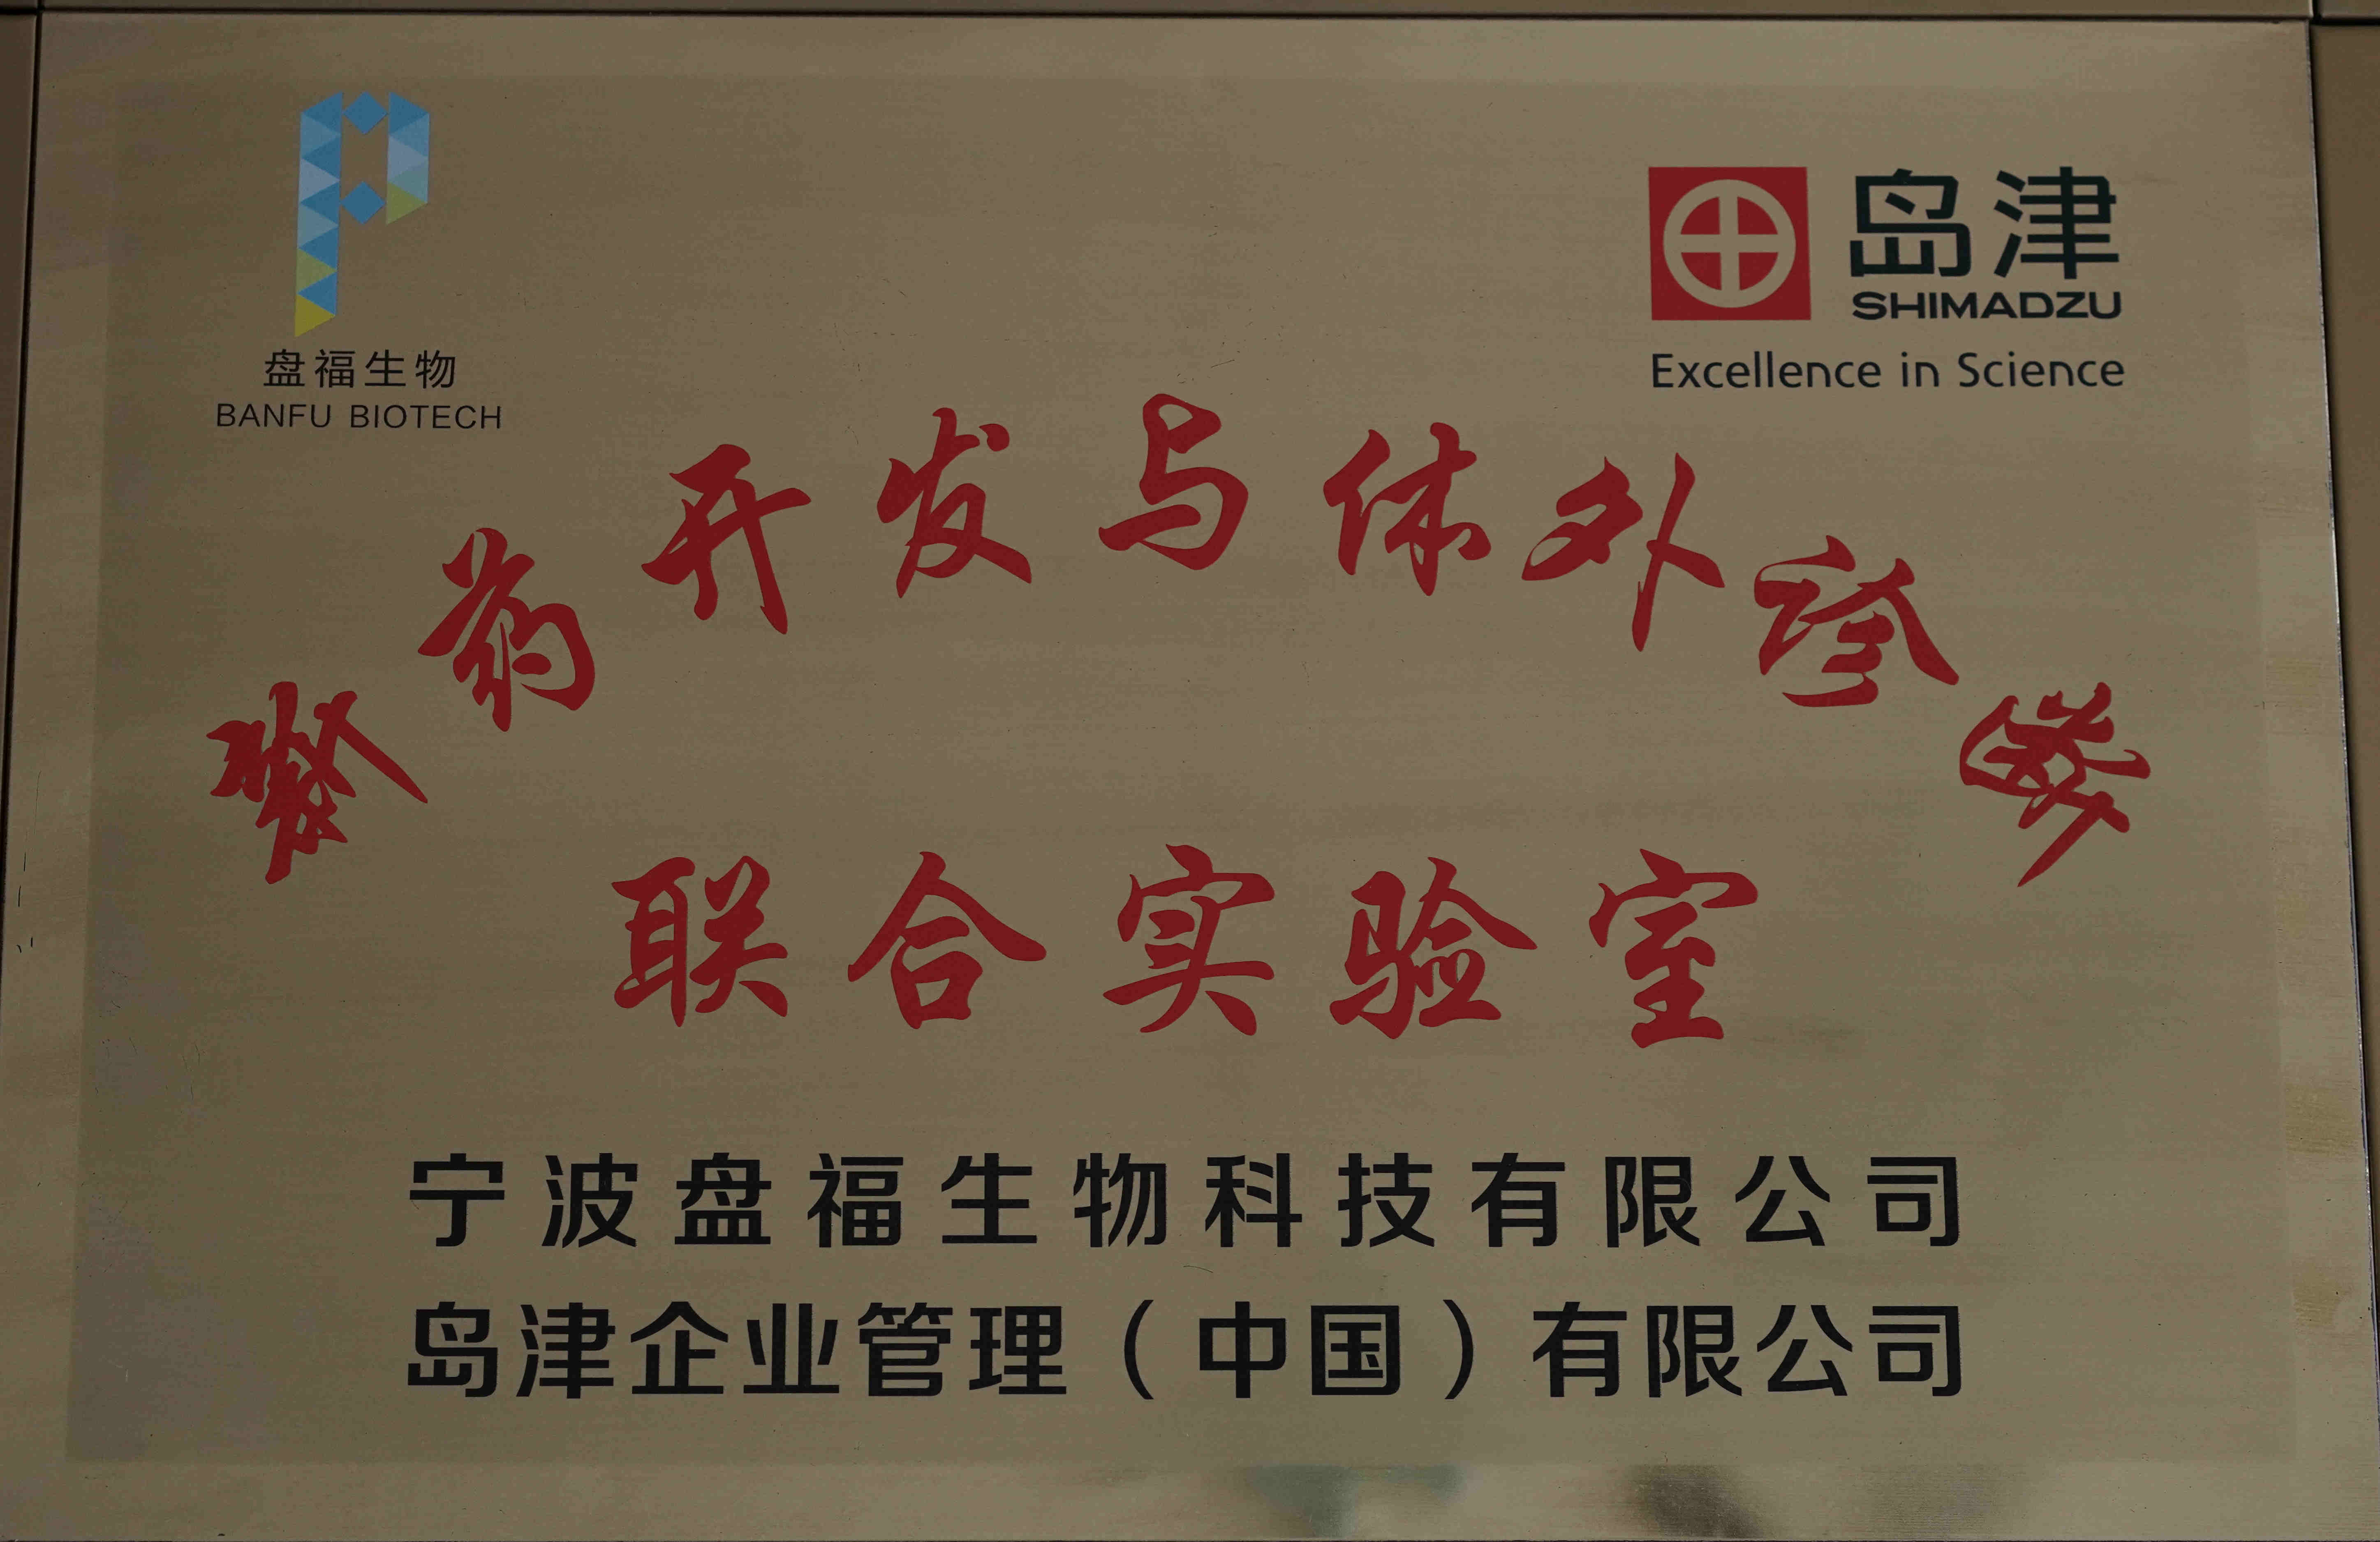 盘福生物
BANFU BIOTECH
岛津
SHIMADZU
Excellence in Science
新药开发与体外诊断
联合实验室
宁波盘福生物科技有限公司
岛津企业管理（中国）有限公司